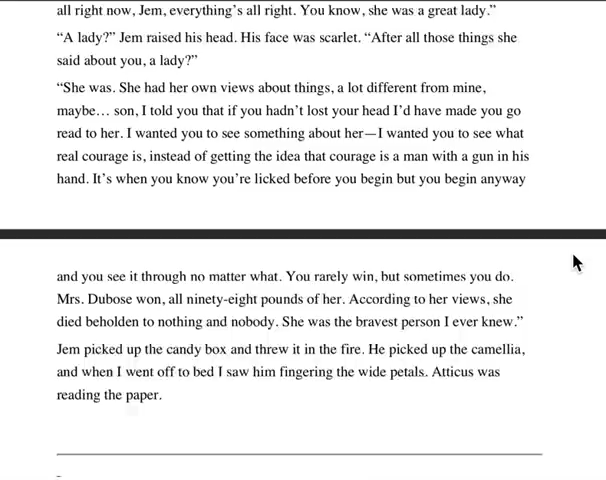 all right now, Jem, everything’s all right. You know, she was a great lady.”
“A lady?” Jem raised his head. His face was scarlet. “After all those things she
said about you, a lady?”
“She was. She had her own views about things, a lot different from mine,
maybe… son, I told you that if you hadn’t lost your head I’d have made you go
read to her. I wanted you to see something about her—I wanted you to see what
real courage is, instead of getting the idea that courage is a man with a gun in his
hand. It’s when you know you’re licked before you begin but you begin anyway
and you see it through no matter what. You rarely win, but sometimes you do.
Mrs. Dubose won, all ninety-eight pounds of her. According to her views, she
died beholden to nothing and nobody. She was the bravest person I ever knew.”
Jem picked up the candy box and threw it in the fire. He picked up the camellia,
and when I went off to bed I saw him fingering the wide petals. Atticus was
reading the paper.